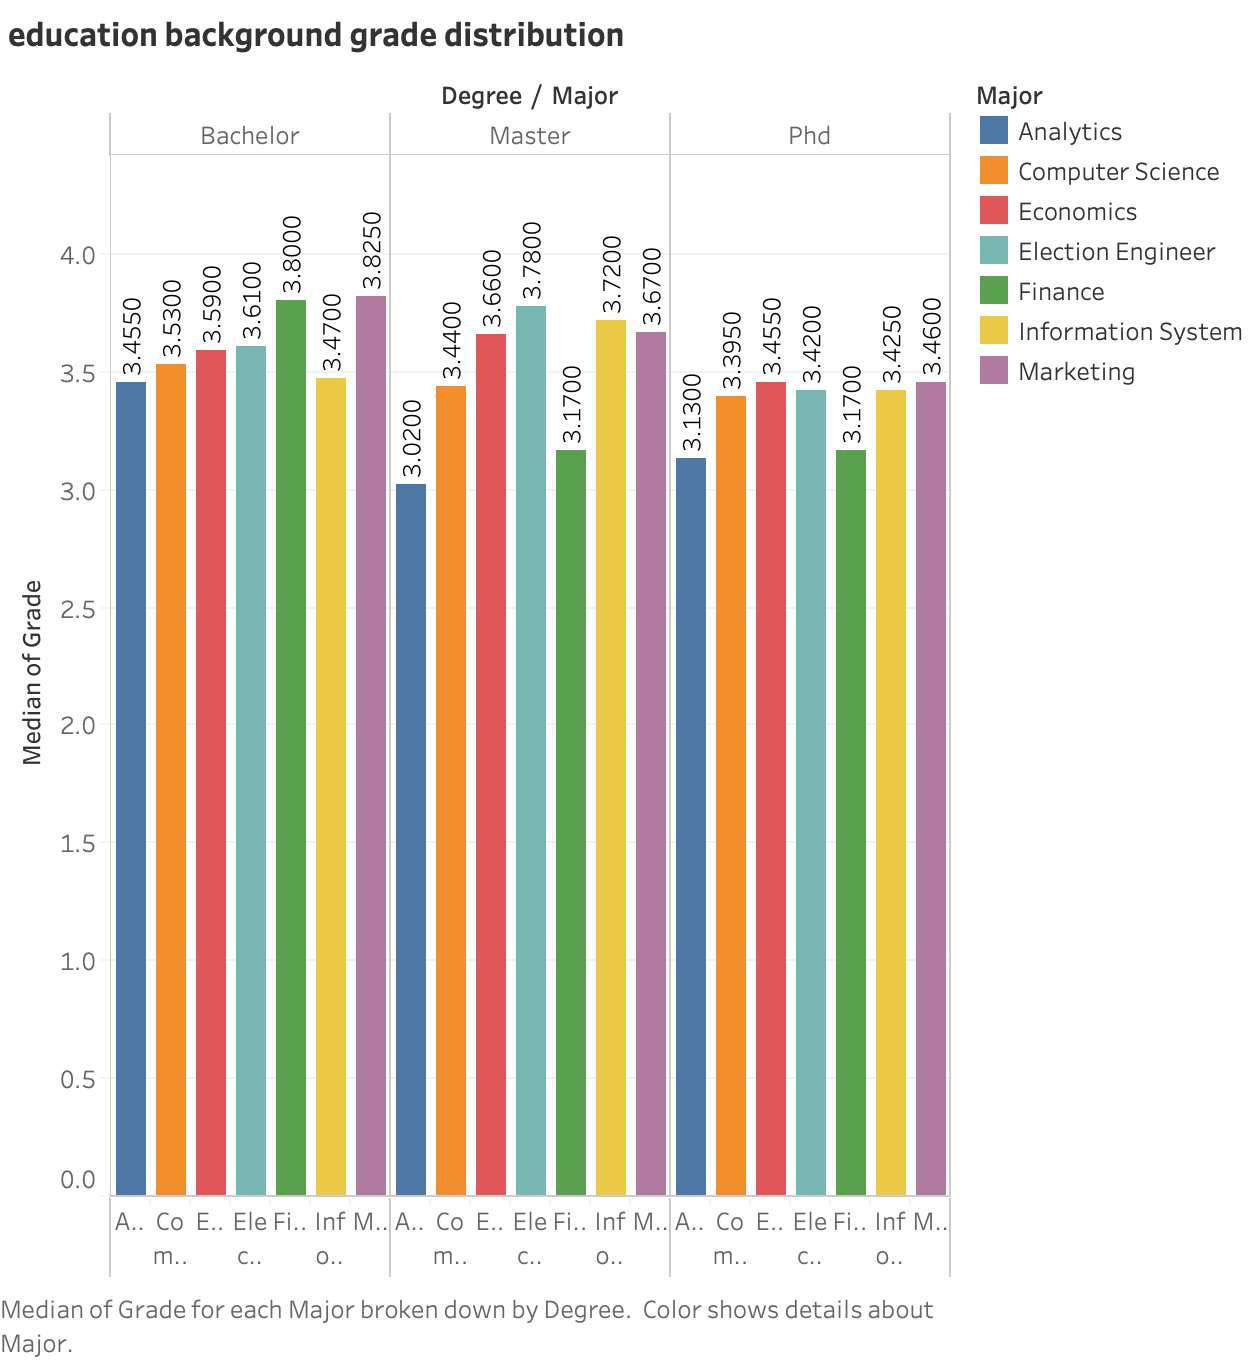 education background grade distribution
Degree / Major
Bachelor
Master
Phd
Major
Analytics
Computer Science
Economics
Election Engineer
Finance
Information System
Marketing
Median of Grade
4.0
3.5
3.0
2.5
2.0
1.5
1.0
0.5
0.0
3.4550
3.5300
3.5900
3.6100
3.8000
3.4700
3.8250
3.0200
3.4400
3.6600
3.7800
3.1700
3.7200
3.6700
3.1300
3.3950
3.4550
3.4200
3.1700
3.4250
3.4600
A.. Co E.. Ele Fi.. Inf M.. A.. Co E.. Ele Fi.. Inf M.. A.. Co E.. Ele Fi.. Inf M..
m.. c.. o.. m.. c.. o.. m.. c.. o..
Median of Grade for each Major broken down by Degree.  Color shows details about
Major.